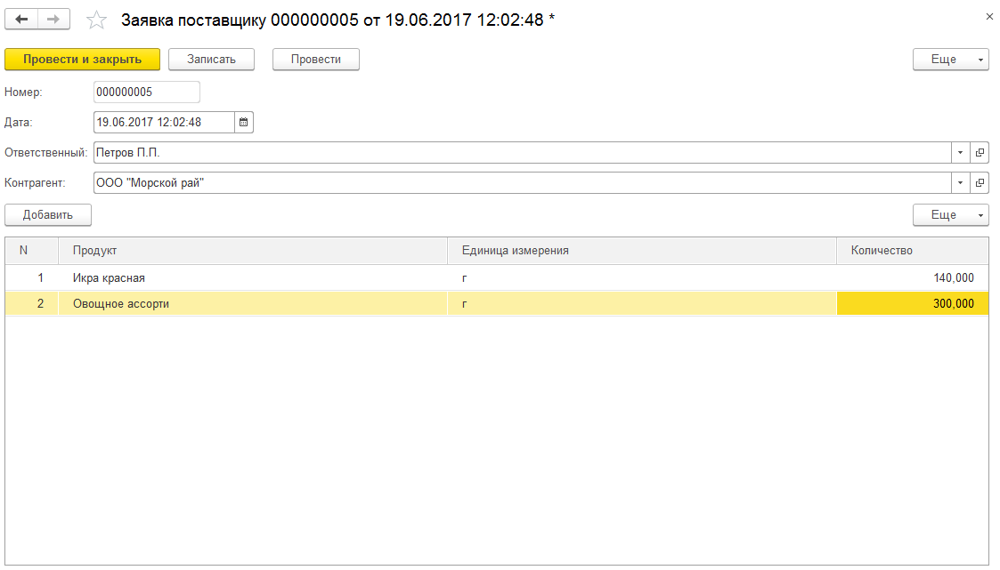 Заявка поставщику 000000005 от 19.06.2017 12:02:48 *
Провести и закрыть Записать Провести Еще
Номер: 000000005
Дата: 19.06.2017 12:02:48
Ответственный: Петров П.П.
Контрагент: ООО "Морской рай"
Добавить Еще
N Продукт Единица измерения Количество
1 Икра красная г 140,000
2 Овощное ассорти г 300,000